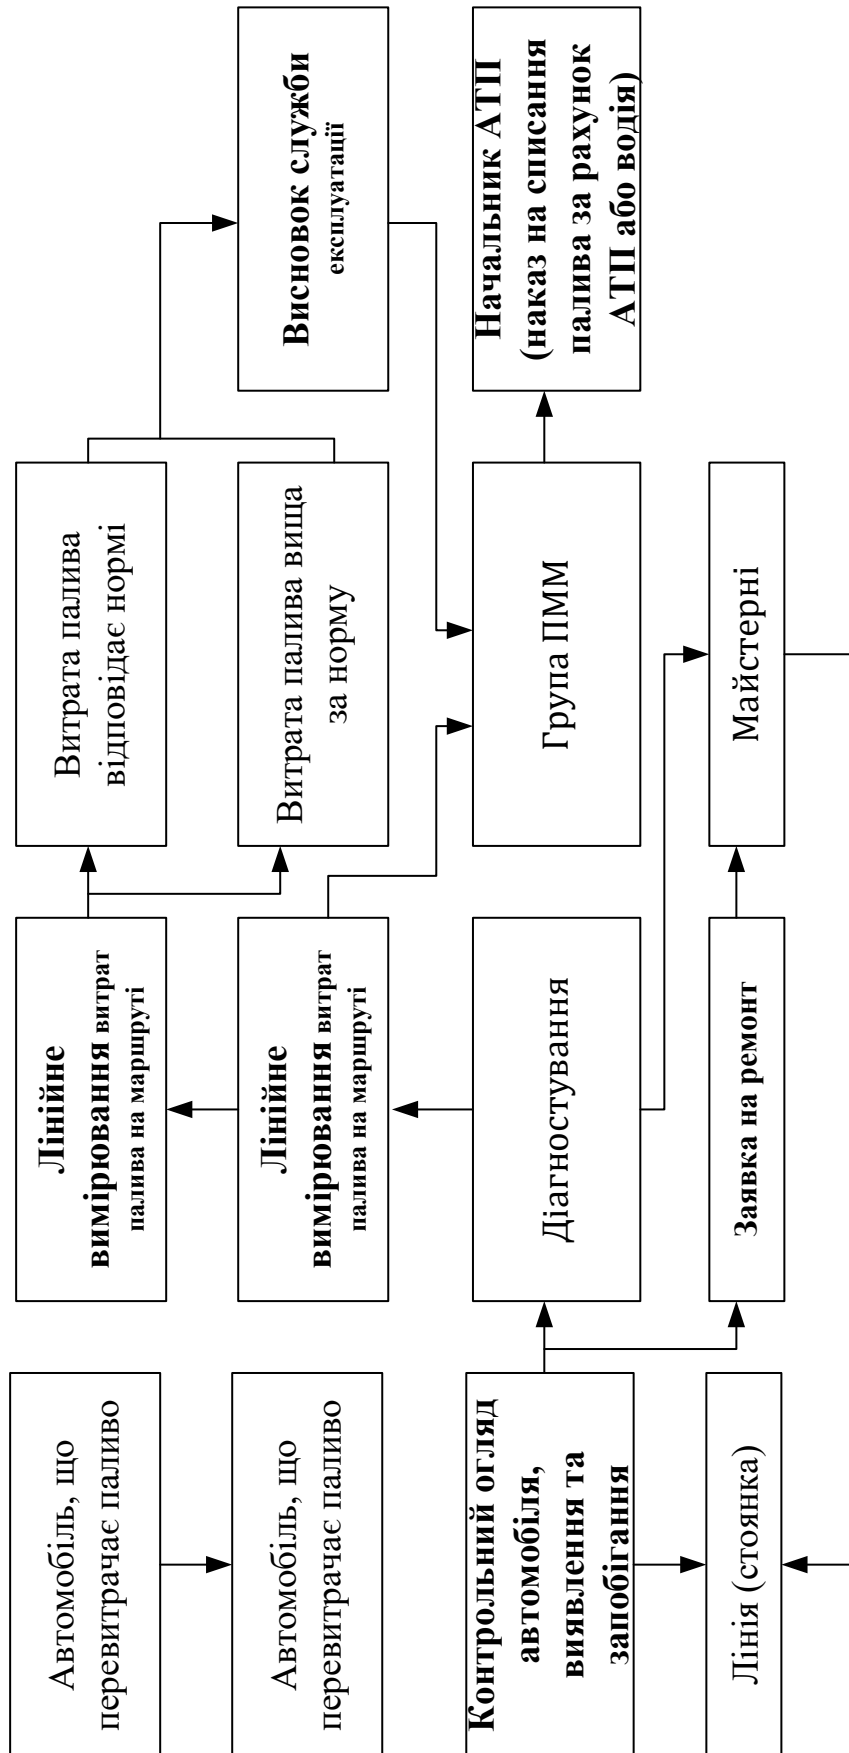 Автомобіль, що
перевитрачає паливо
Лінійне
вимірювання витрат
палива на маршруті
Витрата палива
відповідає нормі
Автомобіль, що
перевитрачає паливо
Лінійне
вимірювання витрат
палива на маршруті
Витрата палива вища
за норму
Висновок служби
експлуатації
Контрольний огляд
автомобіля,
виявлення та
запобігання
Діагностування
Група ПММ
Начальник АТП
(наказ на списання
палива за рахунок
АТП або водія)
Лінія (стоянка)
Заявка на ремонт
Майстерні